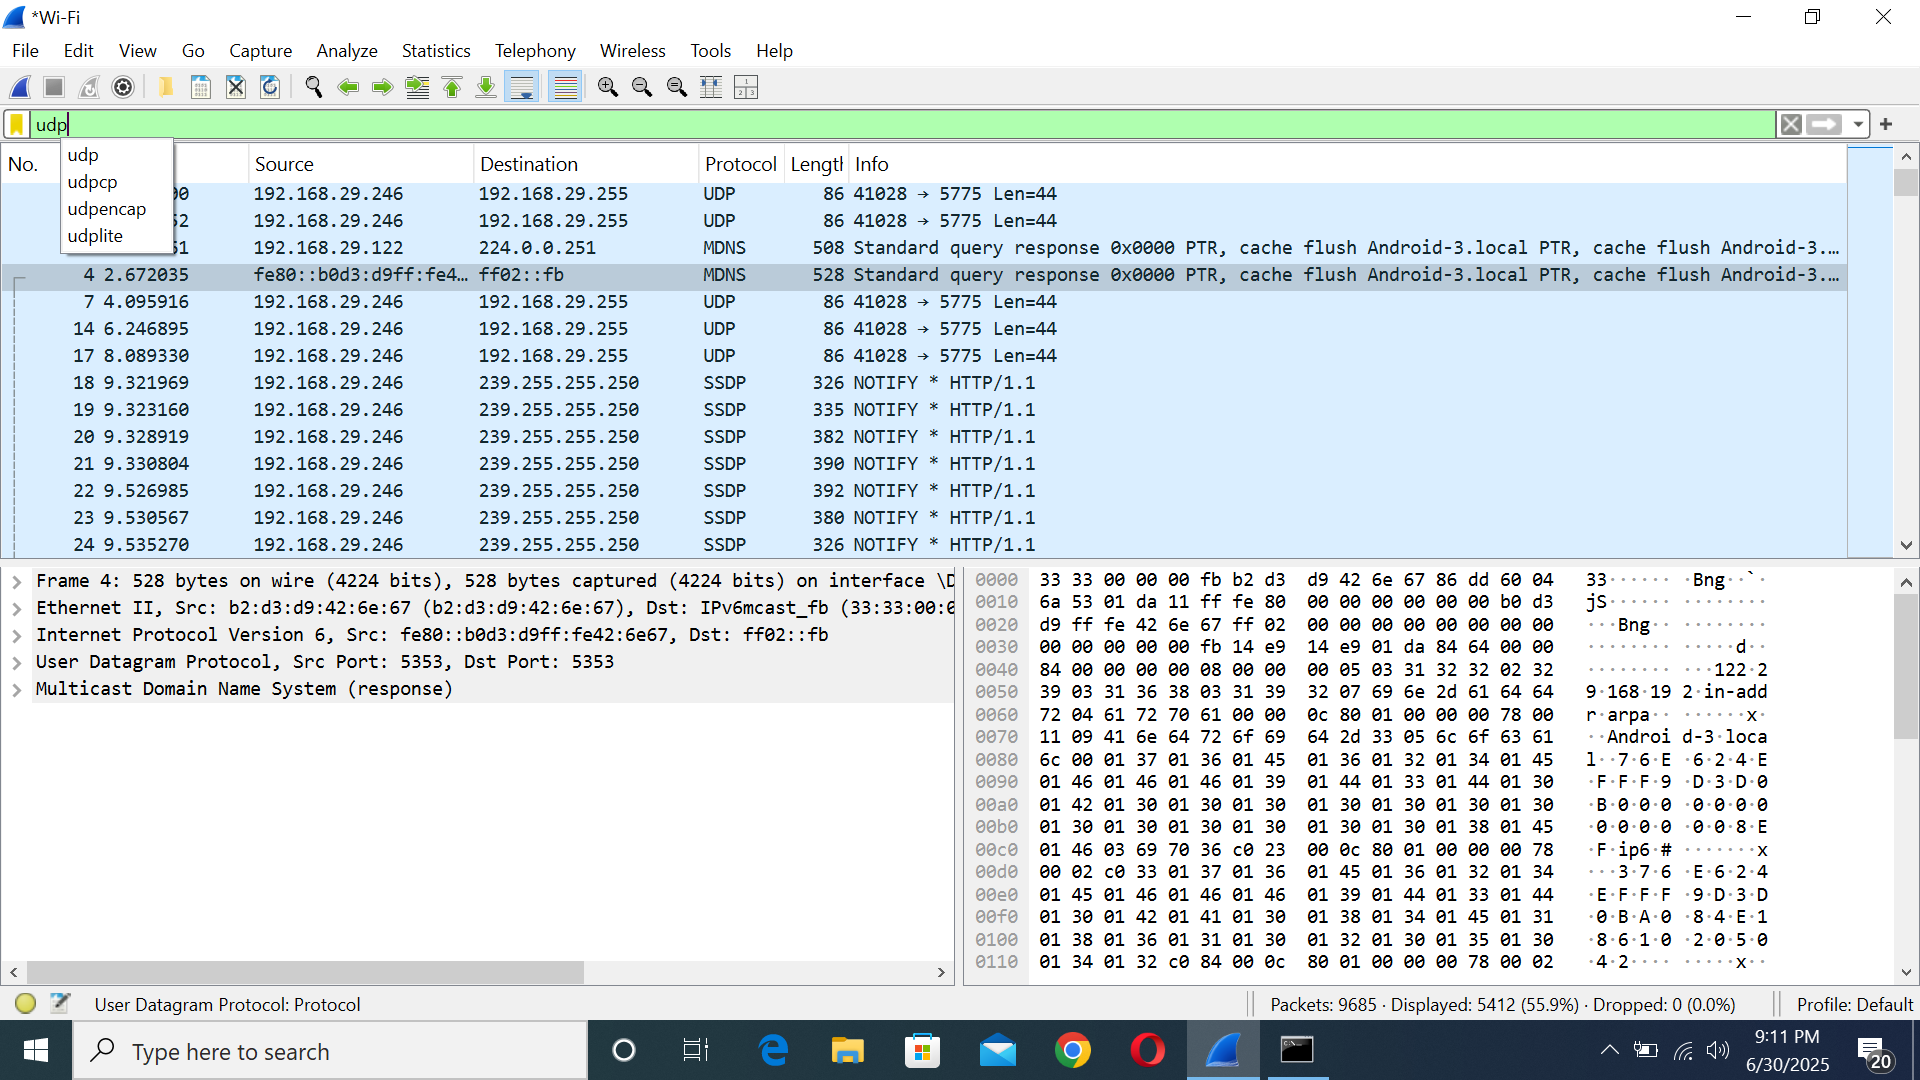 *Wi-Fi
File Edit View Go Capture Analyze Statistics Telephony Wireless Tools Help
udp
udp
udpcp
udpencap
udplite
No. Source Destination Protocol Length Info
00 192.168.29.246 192.168.29.255 UDP 86 41028 → 5775 Len=44
52 192.168.29.246 192.168.29.255 UDP 86 41028 → 5775 Len=44
51 192.168.29.122 224.0.0.251 MDNS 508 Standard query response 0x0000 PTR, cache flush Android-3.local PTR, cache flush Android-3.…
4 2.672035 fe80::b0d3:d9ff:fe4… ff02::fb MDNS 528 Standard query response 0x0000 PTR, cache flush Android-3.local PTR, cache flush Android-3.…
7 4.095916 192.168.29.246 192.168.29.255 UDP 86 41028 → 5775 Len=44
14 6.246895 192.168.29.246 192.168.29.255 UDP 86 41028 → 5775 Len=44
17 8.089330 192.168.29.246 192.168.29.255 UDP 86 41028 → 5775 Len=44
18 9.321969 192.168.29.246 239.255.255.250 SSDP 326 NOTIFY * HTTP/1.1
19 9.323160 192.168.29.246 239.255.255.250 SSDP 335 NOTIFY * HTTP/1.1
20 9.328919 192.168.29.246 239.255.255.250 SSDP 382 NOTIFY * HTTP/1.1
21 9.330804 192.168.29.246 239.255.255.250 SSDP 390 NOTIFY * HTTP/1.1
22 9.526985 192.168.29.246 239.255.255.250 SSDP 392 NOTIFY * HTTP/1.1
23 9.530567 192.168.29.246 239.255.255.250 SSDP 380 NOTIFY * HTTP/1.1
24 9.535270 192.168.29.246 239.255.255.250 SSDP 326 NOTIFY * HTTP/1.1
Frame 4: 528 bytes on wire (4224 bits), 528 bytes captured (4224 bits) on interface \D
Ethernet II, Src: b2:d3:d9:42:6e:67 (b2:d3:d9:42:6e:67), Dst: IPv6mcast_fb (33:33:00:0
Internet Protocol Version 6, Src: fe80::b0d3:d9ff:fe42:6e67, Dst: ff02::fb
User Datagram Protocol, Src Port: 5353, Dst Port: 5353
Multicast Domain Name System (response)
0000 33 33 00 00 00 fb b2 d3 d9 42 6e 67 86 dd 60 04 33······ ·Bng··`·
0010 6a 53 01 da 11 ff fe 80 00 00 00 00 00 00 b0 d3 jS······ ········
0020 d9 ff fe 42 6e 67 ff 02 00 00 00 00 00 00 00 00 ···Bng·· ········
0030 00 00 00 00 00 fb 14 e9 14 e9 01 da 84 64 00 00 ········ ·····d··
0040 84 00 00 00 00 08 00 00 00 05 03 31 32 32 02 32 ········ ···122·2
0050 39 03 31 36 38 03 31 39 32 07 69 6e 2d 61 64 64 9·168·19 2·in-add
0060 72 04 61 72 70 61 00 00 0c 80 01 00 00 00 78 00 r·arpa·· ······x·
0070 11 09 41 6e 64 72 6f 69 64 2d 33 05 6c 6f 63 61 ··Androi d-3·loca
0080 6c 00 01 37 01 36 01 45 01 36 01 32 01 34 01 45 l··7·6·E ·6·2·4·E
0090 01 46 01 46 01 46 01 39 01 44 01 33 01 44 01 30 ·F·F·F·9 ·D·3·D·0
00a0 01 42 01 30 01 30 01 30 01 30 01 30 01 30 01 30 ·B·0·0·0 ·0·0·0·0
00b0 01 30 01 30 01 30 01 30 01 30 01 30 01 38 01 45 ·0·0·0·0 ·0·0·8·E
00c0 01 46 03 69 70 36 c0 23 00 0c 80 01 00 00 00 78 ·F·ip6·# ·······x
00d0 00 02 c0 33 01 37 01 36 01 45 01 36 01 32 01 34 ···3·7·6 ·E·6·2·4
00e0 01 45 01 46 01 46 01 46 01 39 01 44 01 33 01 44 ·E·F·F·F ·9·D·3·D
00f0 01 30 01 42 01 41 01 30 01 38 01 34 01 45 01 31 ·0·B·A·0 ·8·4·E·1
0100 01 38 01 36 01 31 01 30 01 32 01 30 01 35 01 30 ·8·6·1·0 ·2·0·5·0
0110 01 34 01 32 c0 84 00 0c 80 01 00 00 00 78 00 02 ·4·2···· ·····x··
User Datagram Protocol: Protocol Packets: 9685 · Displayed: 5412 (55.9%) · Dropped: 0 (0.0%) Profile: Default
Type here to search
9:11 PM
6/30/2025
20